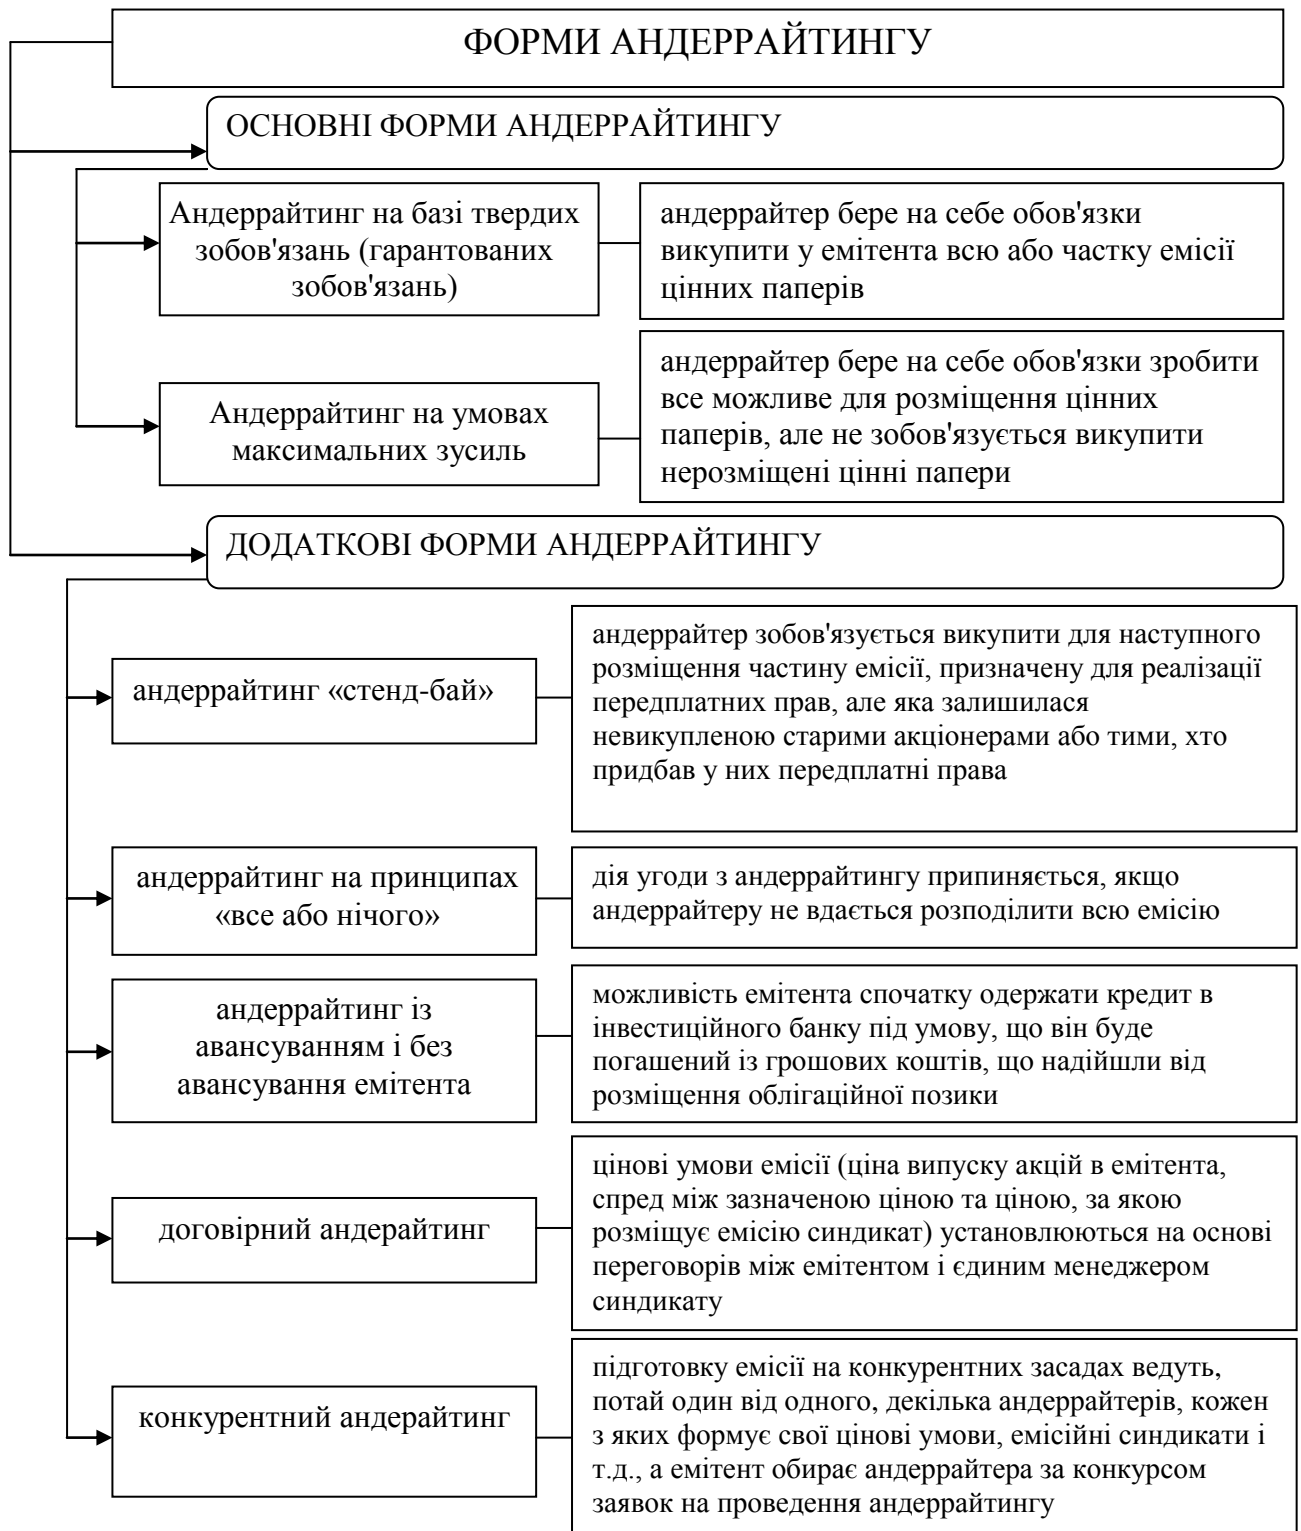 ФОРМИ АНДЕРРАЙТИНГУ
ОСНОВНІ ФОРМИ АНДЕРРАЙТИНГУ
Андеррайтинг на базі твердих
зобов'язань (гарантованих
зобов'язань)
андеррайтер бере на себе обов'язки
викупити у емітента всю або частку емісії
цінних паперів
Андеррайтинг на умовах
максимальних зусиль
андеррайтер бере на себе обов'язки зробити
все можливе для розміщення цінних
паперів, але не зобов'язується викупити
нерозміщені цінні папери
ДОДАТКОВІ ФОРМИ АНДЕРРАЙТИНГУ
андеррайтинг «стенд-бай»
андеррайтер зобов'язується викупити для наступного
розміщення частину емісії, призначену для реалізації
передплатних прав, але яка залишилася
невикупленою старими акціонерами або тими, хто
придбав у них передплатні права
андеррайтинг на принципах
«все або нічого»
дія угоди з андеррайтингу припиняється, якщо
андеррайтеру не вдається розподілити всю емісію
андеррайтинг із
авансуванням і без
авансування емітента
можливість емітента спочатку одержати кредит в
інвестиційного банку під умову, що він буде
погашений із грошових коштів, що надійшли від
розміщення облігаційної позики
договірний андерайтинг
цінові умови емісії (ціна випуску акцій в емітента,
спред між зазначеною ціною та ціною, за якою
розміщує емісію синдикат) установлюються на основі
переговорів між емітентом і єдиним менеджером
синдикату
конкурентний андерайтинг
підготовку емісії на конкурентних засадах ведуть,
потай один від одного, декілька андеррайтерів, кожен
з яких формує свої цінові умови, емісійні синдикати і
т.д., а емітент обирає андеррайтера за конкурсом
заявок на проведення андеррайтингу